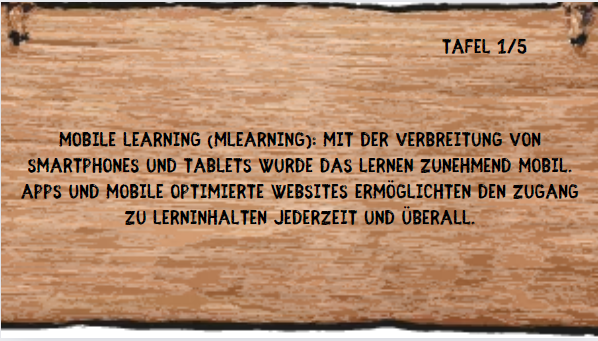 TAFEL 1/5
MOBILE LEARNING (MLEARNING): MIT DER VERBREITUNG VON
SMARTPHONES UND TABLETS WURDE DAS LERNEN ZUNEHMEND MOBIL.
APPS UND MOBILE OPTIMIERTE WEBSITES ERMÖGLICHTEN DEN ZUGANG
ZU LERNINHALTEN JEDERZEIT UND ÜBERALL.